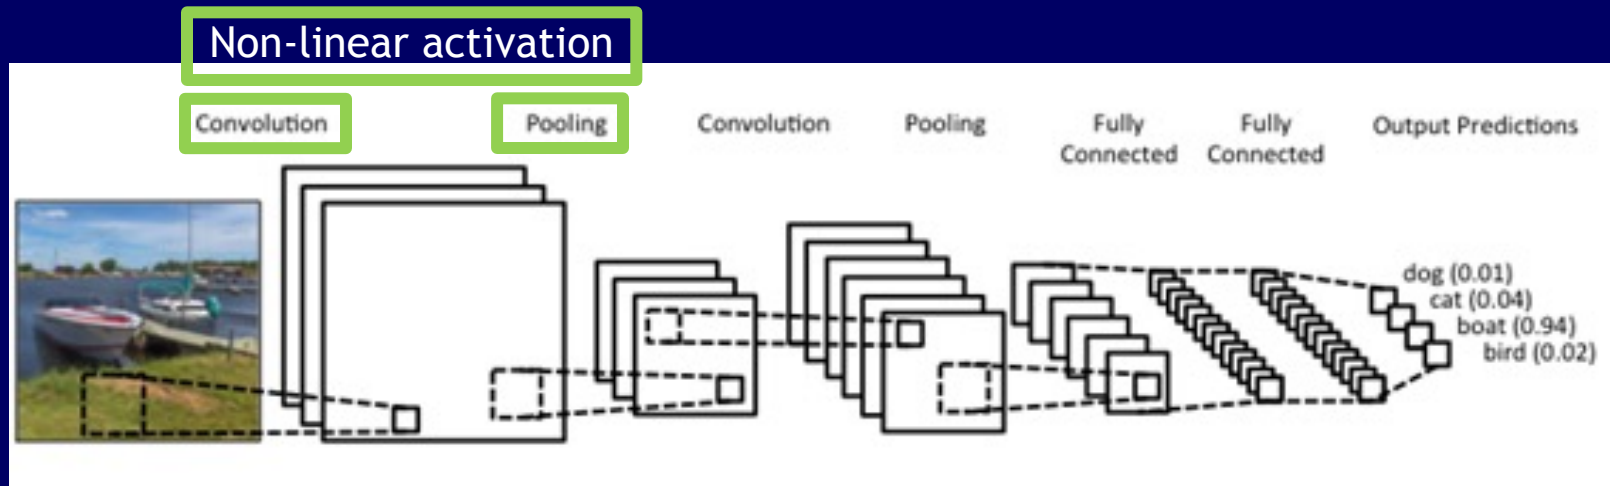 Non-linear activation
Convolution
Pooling
Convolution
Pooling
Fully
Connected
Fully
Connected
Output Predictions
dog (0.01)
cat (0.04)
boat (0.94)
bird (0.02)